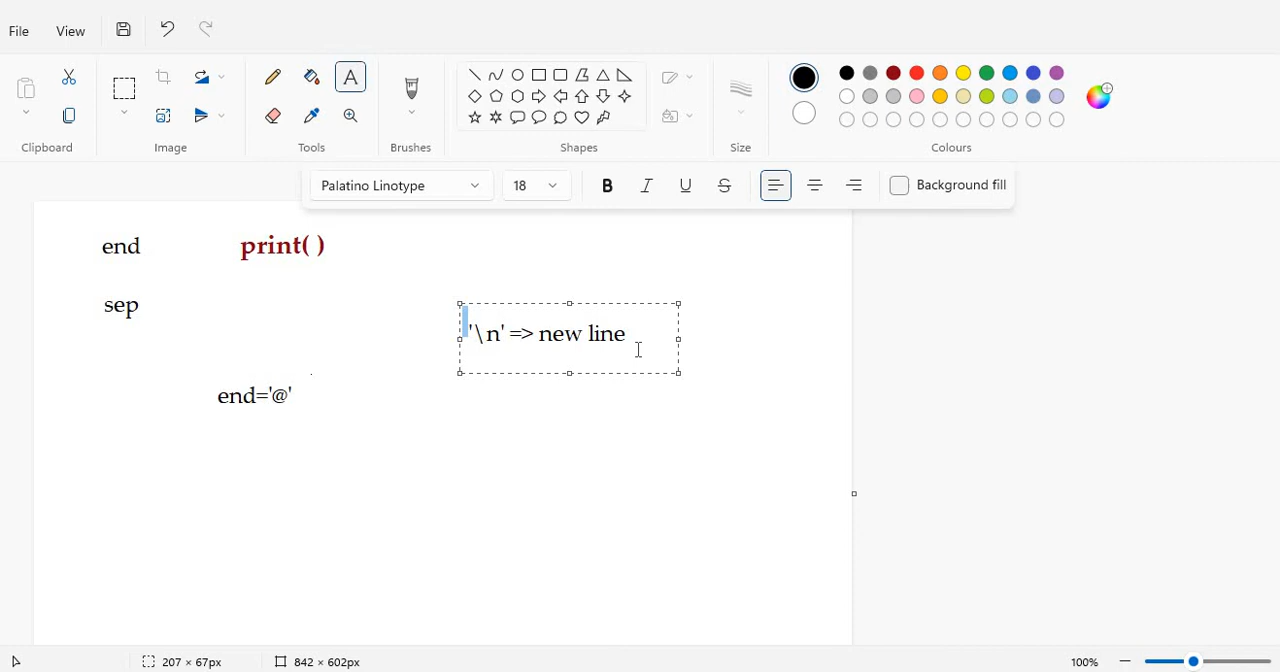 File
View
Clipboard
Image
Tools
Brushes
Shapes
Size
Colours
Palatino Linotype
18
B
I
U
S
Background fill
end
print( )
sep
'\n' => new line
end='@'
207 × 67px
842 × 602px
100%